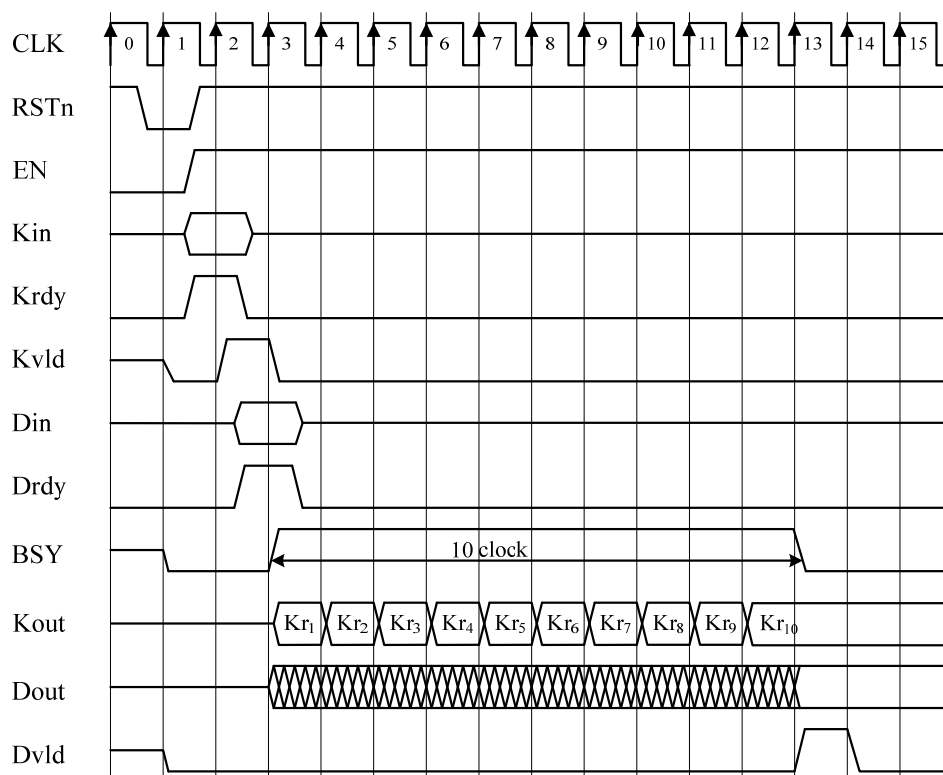 CLK 0 1 2 3 4 5 6 7 8 9 10 11 12 13 14 15
RSTn
EN
Kin
Krdy
Kvld
Din
Drdy
BSY 10 clock
Kout Kr₁ Kr₂ Kr₃ Kr₄ Kr₅ Kr₆ Kr₇ Kr₈ Kr₉ Kr₁₀
Dout
Dvld